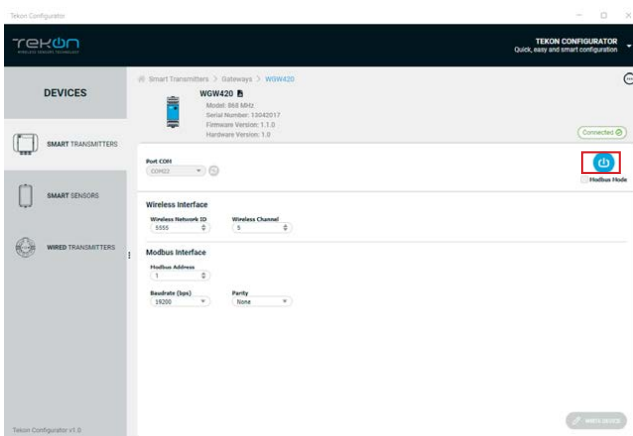 Tekon Configurator
Tekon
WIRELESS SENSORS TECHNOLOGY
TEKON CONFIGURATOR
Quick, easy and smart configuration
DEVICES
SMART TRANSMITTERS
SMART SENSORS
WIRED TRANSMITTERS
Tekon Configurator v1.0
Smart Transmitters > Gateways > WGW420
WGW420
Model: 868 MHz
Serial Number: 13042017
Firmware Version: 1.1.0
Hardware Version: 1.0
Connected
Port COM
COM22
Modbus Mode
Wireless Interface
Wireless Network ID Wireless Channel
5555 5
Modbus Interface
Modbus Address
1
Baudrate (bps) Parity
19200 None
WRITE DEVICE